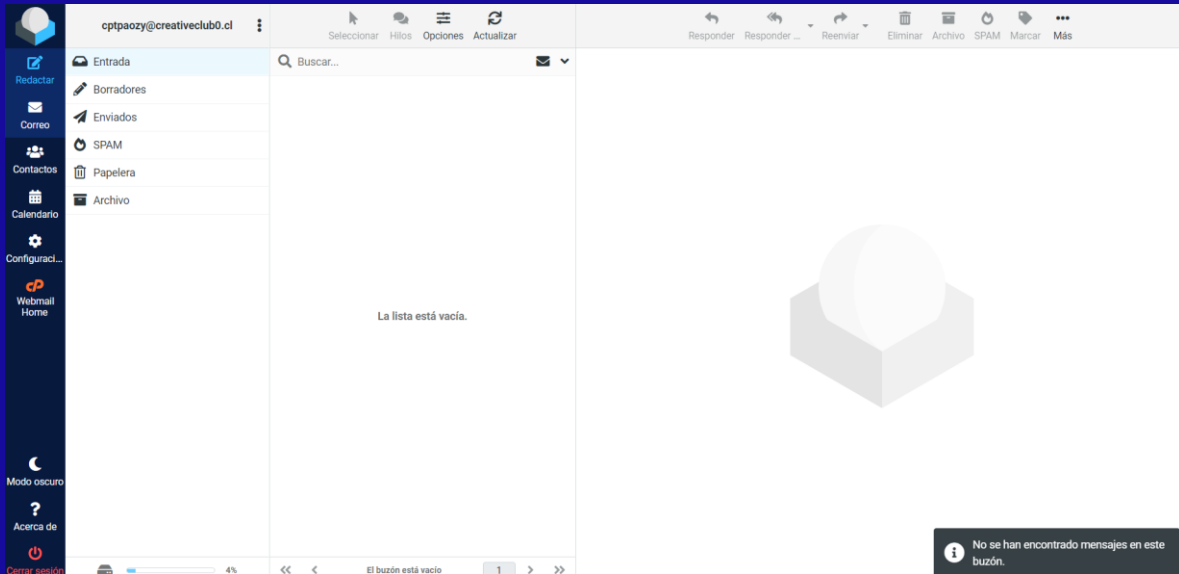 cptpaozy@creativeclub0.cl
Seleccionar Hilos Opciones Actualizar
Responder Responder ... Reenviar Eliminar Archivo SPAM Marcar Más
Redactar
Correo
Contactos
Calendario
Configuraci...
cP
Webmail
Home
Modo oscuro
Acerca de
Cerrar sesión
Entrada
Borradores
Enviados
SPAM
Papelera
Archivo
4%
Buscar...
La lista está vacía.
El buzón está vacío
1
No se han encontrado mensajes en este
buzón.